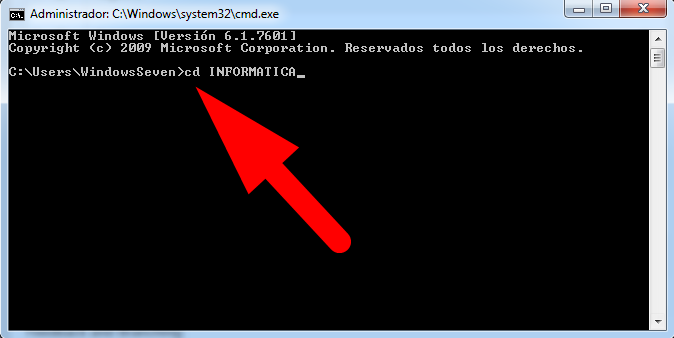 Administrador: C:\Windows\system32\cmd.exe
Microsoft Windows [Versión 6.1.7601]
Copyright (c) 2009 Microsoft Corporation. Reservados todos los derechos.
C:\Users\WindowsSeven>cd INFORMATICA_